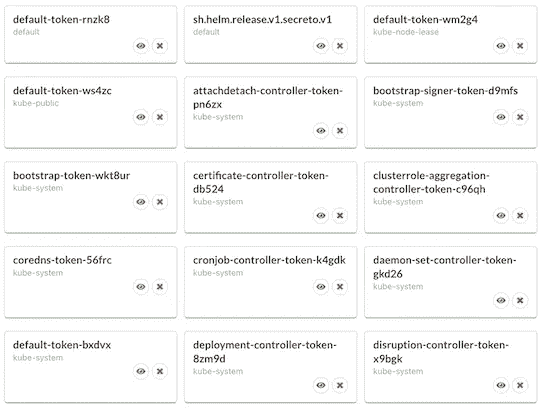 default-token-rnzk8
default
sh.helm.release.v1.secreto.v1
default
default-token-wm2g4
kube-node-lease
default-token-ws4zc
kube-public
attachdetach-controller-token-
pn6zx
kube-system
bootstrap-signer-token-d9mfs
kube-system
bootstrap-token-wkt8ur
kube-system
certificate-controller-token-
db524
kube-system
clusterrole-aggregation-
controller-token-c96qh
kube-system
coredns-token-56frc
kube-system
cronjob-controller-token-k4gdk
kube-system
daemon-set-controller-token-
gkd26
kube-system
default-token-bxdvx
kube-system
deployment-controller-token-
8zm9d
kube-system
disruption-controller-token-
x9bgk
kube-system